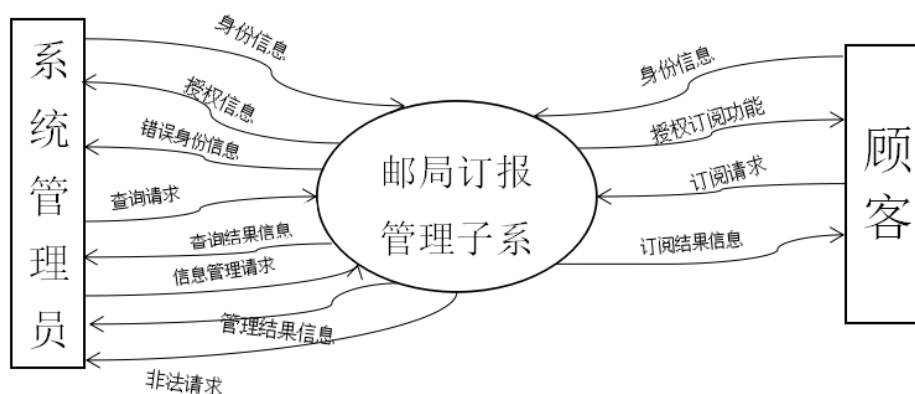 系统管理员
身份信息
授权信息
错误身份信息
查询请求
查询结果信息
信息管理请求
管理结果信息
非法请求
邮局订报
管理子系
身份信息
授权订阅功能
订阅请求
订阅结果信息
顾客